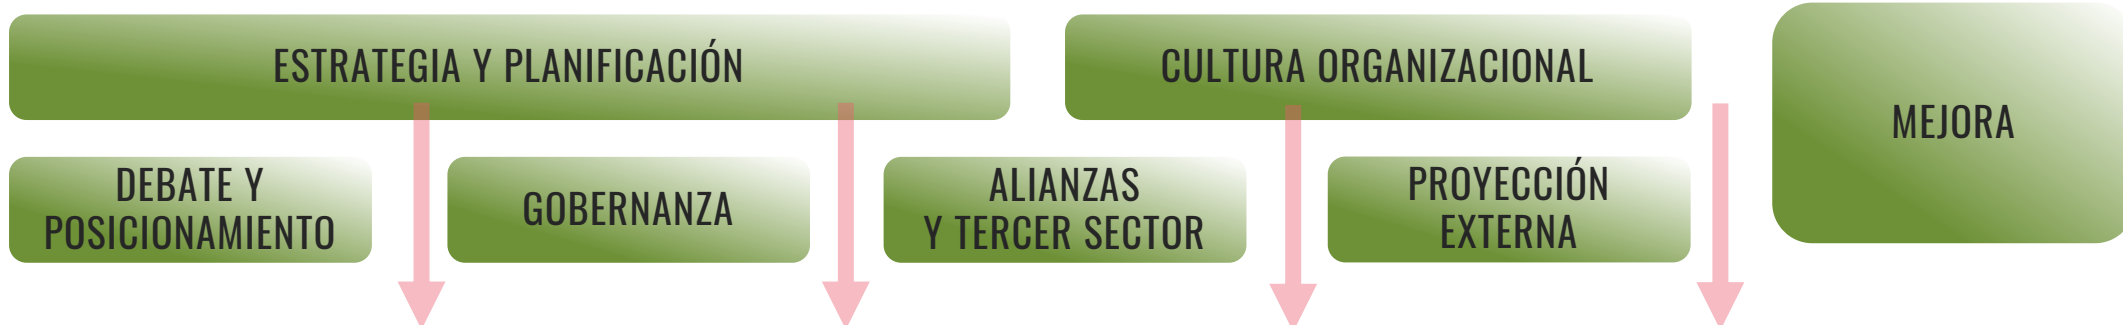 ESTRATEGIA Y PLANIFICACIÓN
CULTURA ORGANIZACIONAL
MEJORA
DEBATE Y
POSICIONAMIENTO
GOBERNANZA
ALIANZAS
Y TERCER SECTOR
PROYECCIÓN
EXTERNA